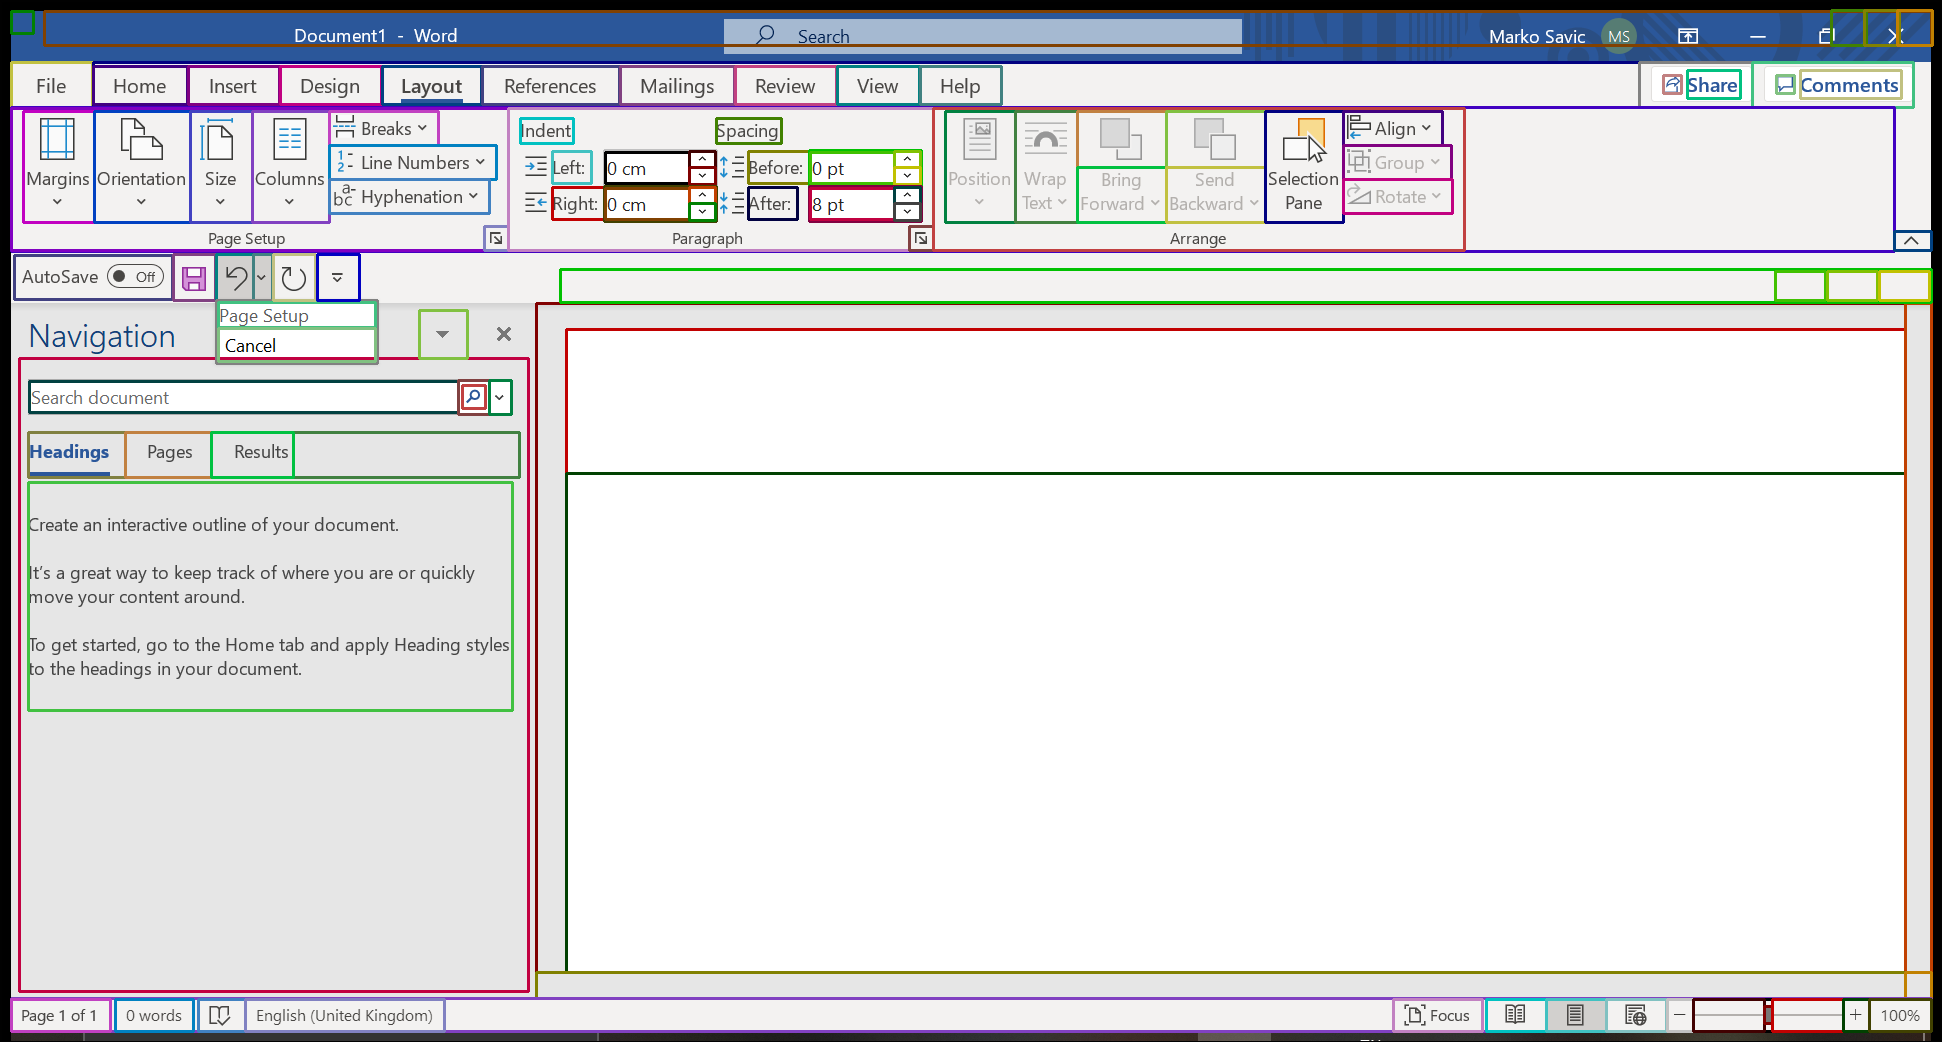 Document1 - Word
Search
Marko Savic
MS
File
Home
Insert
Design
Layout
References
Mailings
Review
View
Help
Share
Comments
Margins
Orientation
Size
Columns
Breaks
Line Numbers
Hyphenation
Page Setup
Indent
Left:
0 cm
Right:
0 cm
Spacing
Before:
0 pt
After:
8 pt
Paragraph
Position
Wrap
Text
Bring
Forward
Send
Backward
Selection
Pane
Align
Group
Rotate
Arrange
AutoSave
Off
Page Setup
Cancel
Navigation
Search document
Headings
Pages
Results
Create an interactive outline of your document.
It's a great way to keep track of where you are or quickly
move your content around.
To get started, go to the Home tab and apply Heading styles
to the headings in your document.
Page 1 of 1
0 words
English (United Kingdom)
Focus
100%